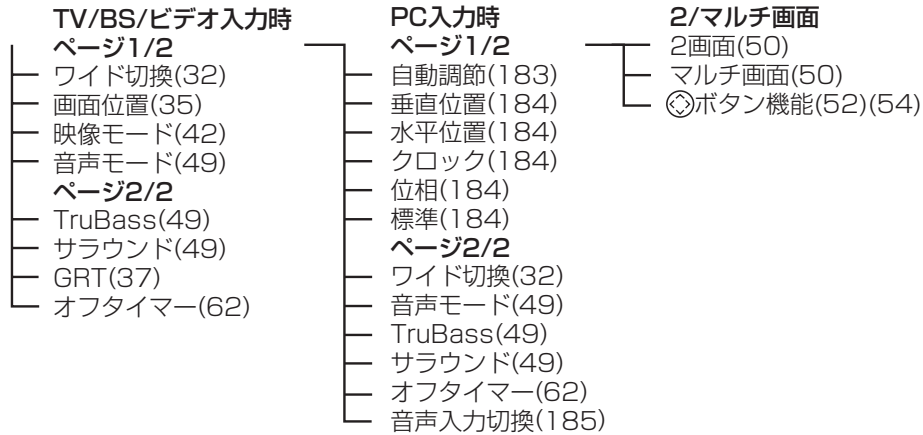 TV/BS/ビデオ入力時
ページ1/2
ワイド切換(32)
画面位置(35)
映像モード(42)
音声モード(49)
ページ2/2
TruBass(49)
サラウンド(49)
GRT(37)
オフタイマー(62)
PC入力時
ページ1/2
自動調節(183)
垂直位置(184)
水平位置(184)
クロック(184)
位相(184)
標準(184)
ページ2/2
ワイド切換(32)
音声モード(49)
TruBass(49)
サラウンド(49)
オフタイマー(62)
音声入力切換(185)
2/マルチ画面
2画面(50)
マルチ画面(50)
ボタン機能(52)(54)